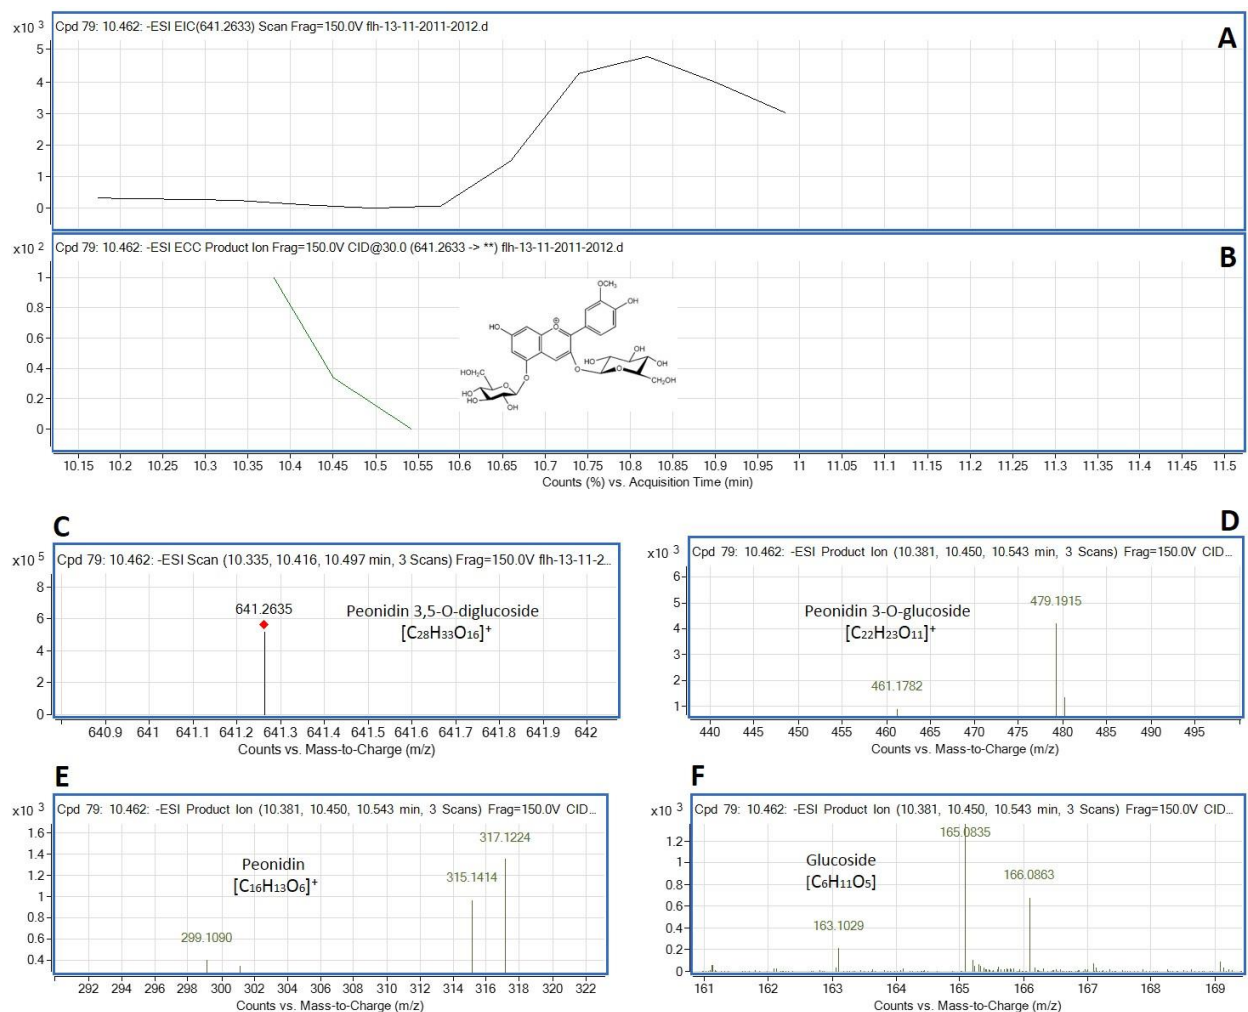 x10 3
Cpd 79: 10.462: -ESI EIC(641.2633) Scan Frag=150.0V flh-13-11-2011-2012.d
A
5
4
3
2
1
0
x10 2
Cpd 79: 10.462: -ESI ECC Product Ion Frag=150.0V CID@30.0 (641.2633 -> **) flh-13-11-2011-2012.d
B
1
0.8
0.6
0.4
0.2
0
OCH₃
OH
HO
⊕
O
OH
HO
OH
O
O
CH₂OH
O
HOH₂C
O
HO
HO
OH
10.15 10.2 10.25 10.3 10.35 10.4 10.45 10.5 10.55 10.6 10.65 10.7 10.75 10.8 10.85 10.9 10.95 11 11.05 11.1 11.15 11.2 11.25 11.3 11.35 11.4 11.45 11.5
Counts (%) vs. Acquisition Time (min)
C
x10 5
Cpd 79: 10.462: -ESI Scan (10.335, 10.416, 10.497 min, 3 Scans) Frag=150.0V flh-13-11-2...
8
6
4
2
0
641.2635
Peonidin 3,5-O-diglucoside
[C₂₈H₃₃O₁₆]⁺
640.9 641 641.1 641.2 641.3 641.4 641.5 641.6 641.7 641.8 641.9 642
Counts vs. Mass-to-Charge (m/z)
D
x10 3
Cpd 79: 10.462: -ESI Product Ion (10.381, 10.450, 10.543 min, 3 Scans) Frag=150.0V CID...
6
5
4
3
2
1
Peonidin 3-O-glucoside
[C₂₂H₂₃O₁₁]⁺
479.1915
461.1782
440 445 450 455 460 465 470 475 480 485 490 495
Counts vs. Mass-to-Charge (m/z)
E
x10 3
Cpd 79: 10.462: -ESI Product Ion (10.381, 10.450, 10.543 min, 3 Scans) Frag=150.0V CID...
1.6
1.4
1.2
1
0.8
0.6
0.4
Peonidin
[C₁₆H₁₃O₆]⁺
317.1224
315.1414
299.1090
292 294 296 298 300 302 304 306 308 310 312 314 316 318 320 322
Counts vs. Mass-to-Charge (m/z)
F
x10 3
Cpd 79: 10.462: -ESI Product Ion (10.381, 10.450, 10.543 min, 3 Scans) Frag=150.0V CID...
1.2
1
0.8
0.6
0.4
0.2
0
Glucoside
[C₆H₁₁O₅]
165.0835
166.0863
163.1029
161 162 163 164 165 166 167 168 169
Counts vs. Mass-to-Charge (m/z)